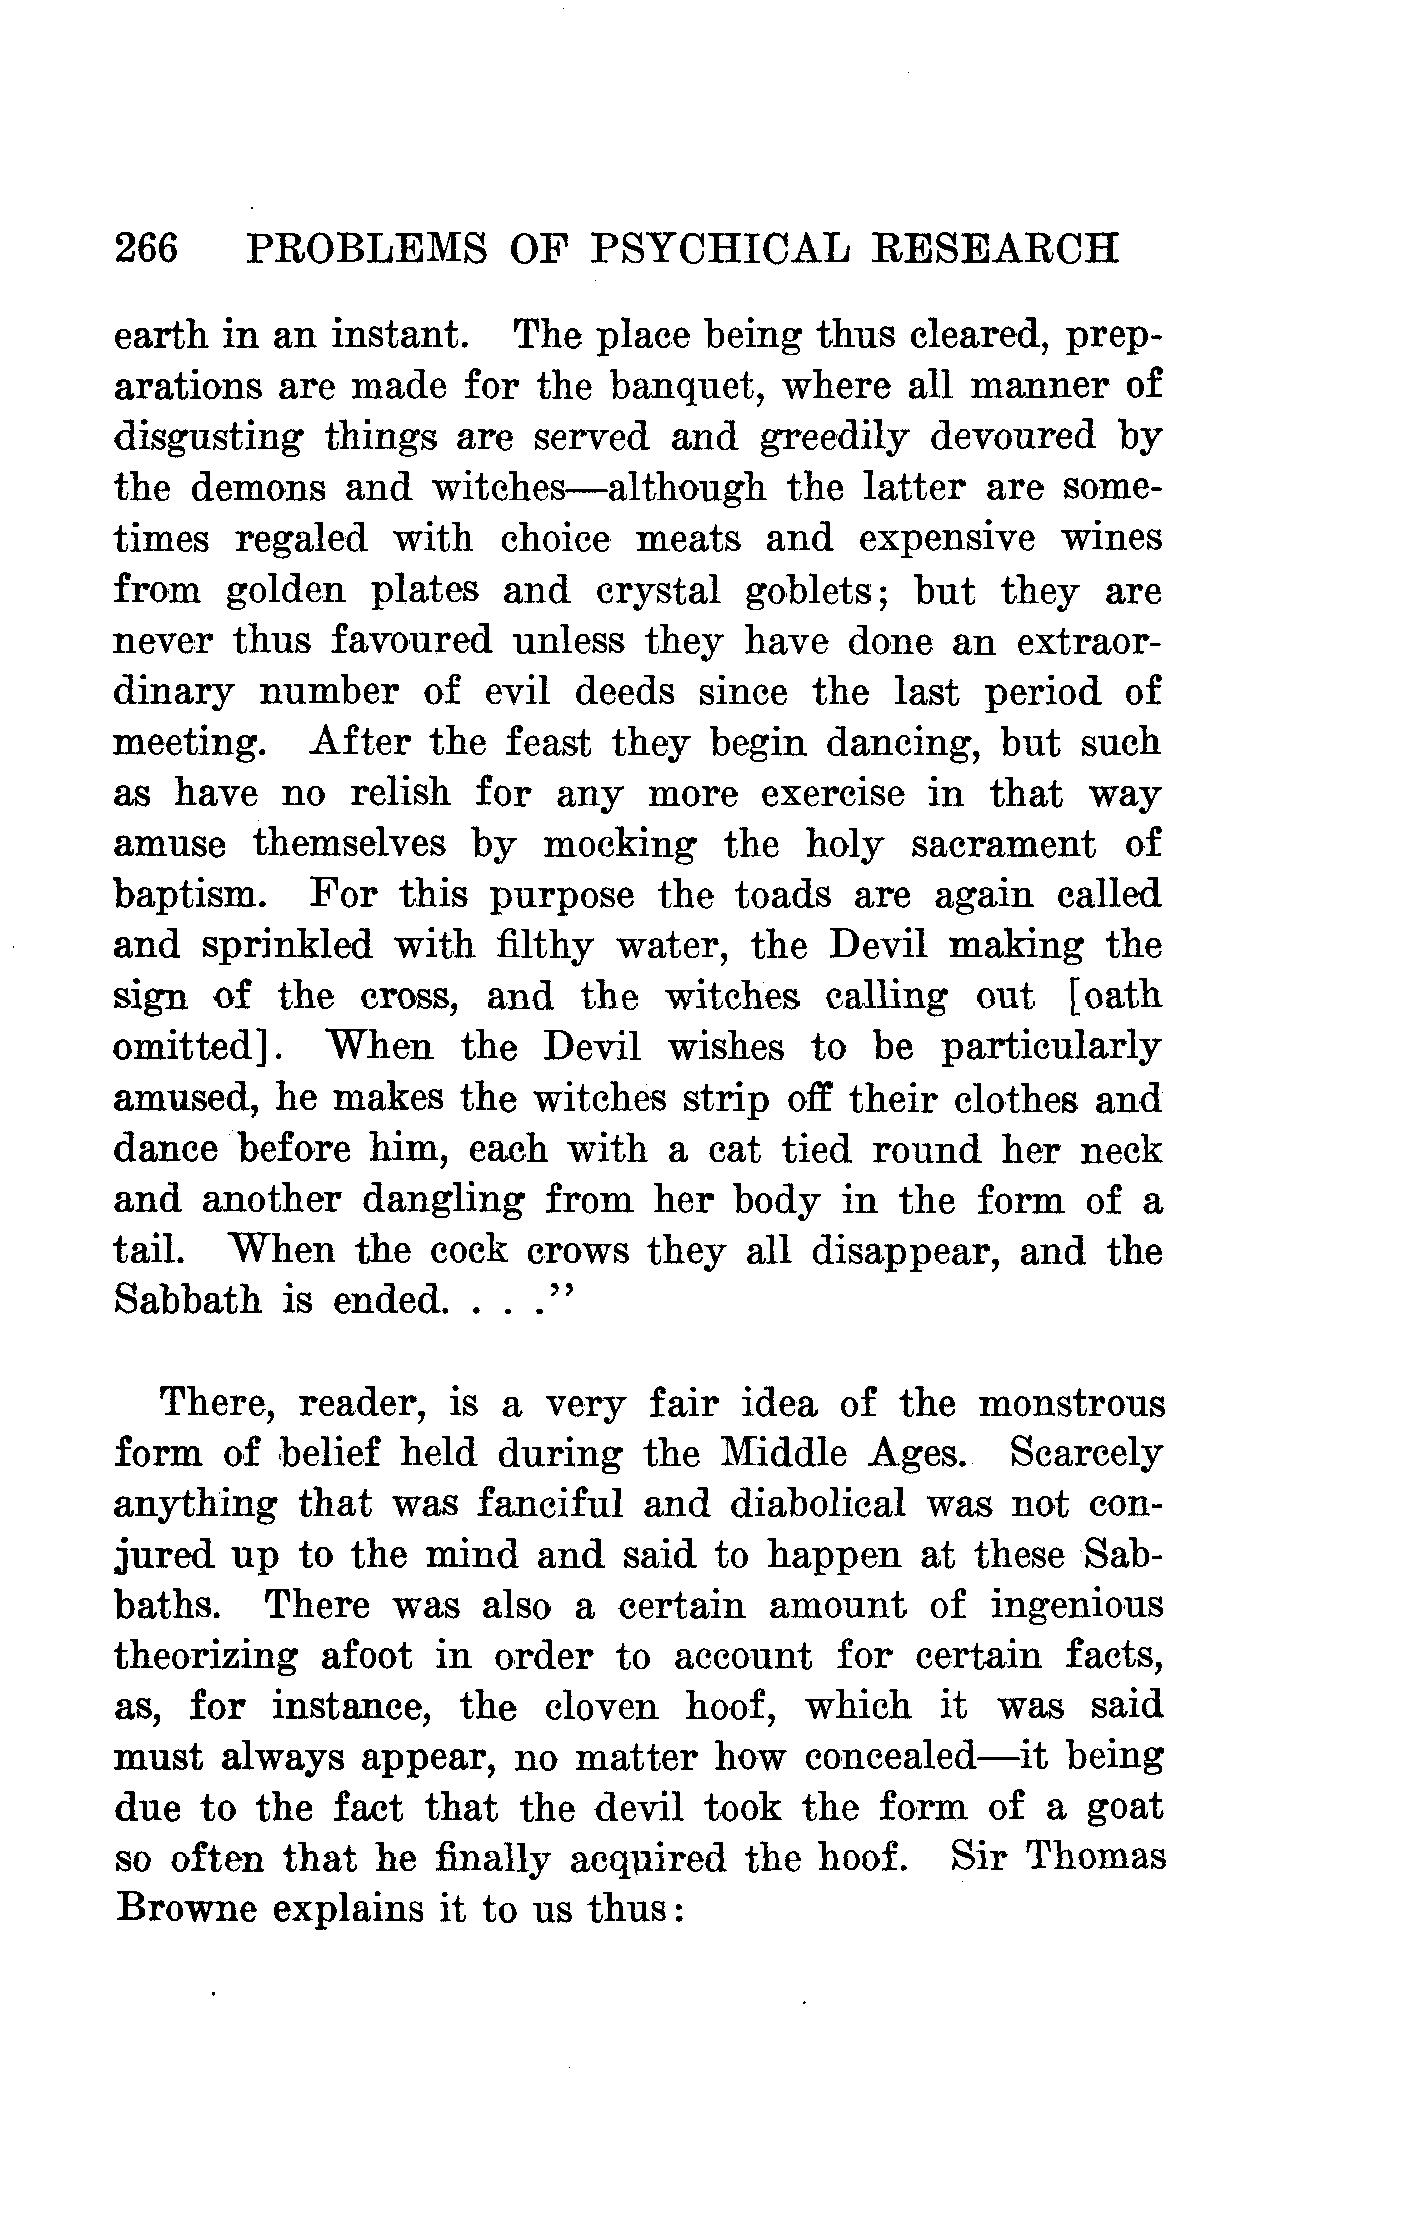 266 PROBLEMS OF PSYCHICAL RESEARCH
earth in an instant. The place being thus cleared, prep-
arations are made for the banquet, where all manner of
disgusting things are served and greedily devoured by
the demons and witches—although the latter are some-
times regaled with choice meats and expensive wines
from golden plates and crystal goblets; but they are
never thus favoured unless they have done an extraor-
dinary number of evil deeds since the last period of
meeting. After the feast they begin dancing, but such
as have no relish for any more exercise in that way
amuse themselves by mocking the holy sacrament of
baptism. For this purpose the toads are again called
and sprinkled with filthy water, the Devil making the
sign of the cross, and the witches calling out [oath
omitted]. When the Devil wishes to be particularly
amused, he makes the witches strip off their clothes and
dance before him, each with a cat tied round her neck
and another dangling from her body in the form of a
tail. When the cock crows they all disappear, and the
Sabbath is ended. . . ."
There, reader, is a very fair idea of the monstrous
form of belief held during the Middle Ages. Scarcely
anything that was fanciful and diabolical was not con-
jured up to the mind and said to happen at these Sab-
baths. There was also a certain amount of ingenious
theorizing afoot in order to account for certain facts,
as, for instance, the cloven hoof, which it was said
must always appear, no matter how concealed—it being
due to the fact that the devil took the form of a goat
so often that he finally acquired the hoof. Sir Thomas
Browne explains it to us thus: